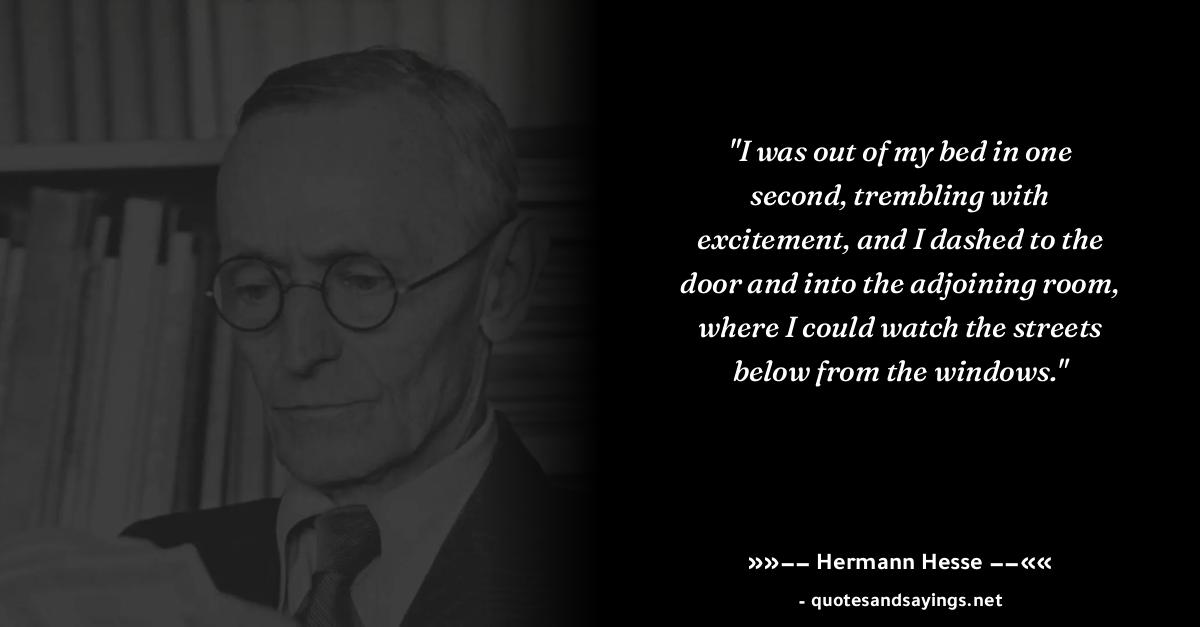 "I was out of my bed in one
second, trembling with
excitement, and I dashed to the
door and into the adjoining room,
where I could watch the streets
below from the windows."
»»−− Hermann Hesse −−««
- quotesandsayings.net